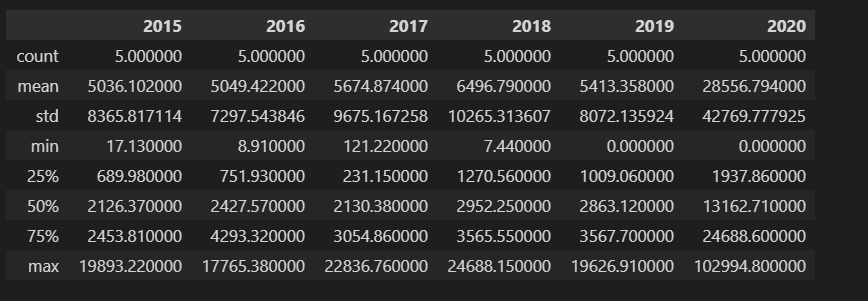 2015 2016 2017 2018 2019 2020
count 5.000000 5.000000 5.000000 5.000000 5.000000 5.000000
mean 5036.102000 5049.422000 5674.874000 6496.790000 5413.358000 28556.794000
std 8365.817114 7297.543846 9675.167258 10265.313607 8072.135924 42769.777925
min 17.130000 8.910000 121.220000 7.440000 0.000000 0.000000
25% 689.980000 751.930000 231.150000 1270.560000 1009.060000 1937.860000
50% 2126.370000 2427.570000 2130.380000 2952.250000 2863.120000 13162.710000
75% 2453.810000 4293.320000 3054.860000 3565.550000 3567.700000 24688.600000
max 19893.220000 17765.380000 22836.760000 24688.150000 19626.910000 102994.800000